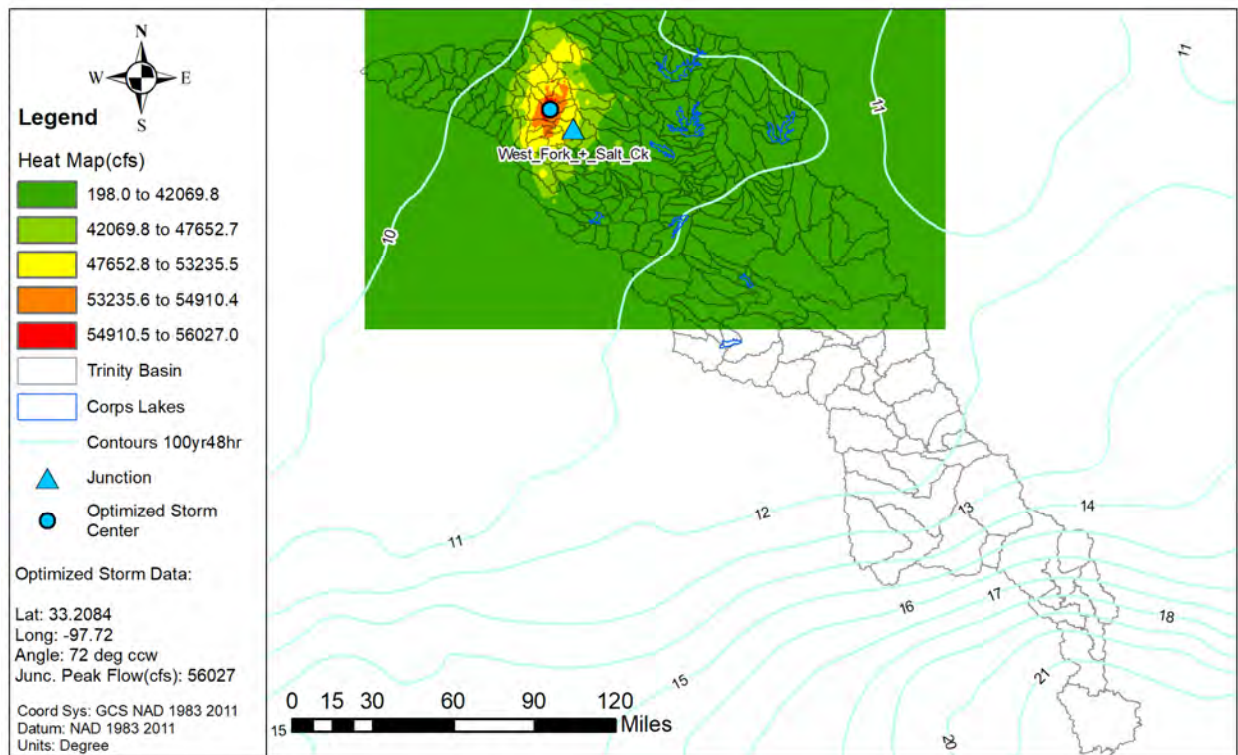 N
W E
S
Legend
Heat Map(cfs)
198.0 to 42069.8
42069.8 to 47652.7
47652.8 to 53235.5
53235.6 to 54910.4
54910.5 to 56027.0
Trinity Basin
Corps Lakes
Contours 100yr48hr
Junction
Optimized Storm
Center
Optimized Storm Data:
Lat: 33.2084
Long: -97.72
Angle: 72 deg ccw
Junc. Peak Flow(cfs): 56027
Coord Sys: GCS NAD 1983 2011
Datum: NAD 1983 2011
Units: Degree
11
11
West_Fork_+_Salt_Ck
10
11
12
13
14
16
17
18
15
21
20
15
0 15 30 60 90 120
Miles